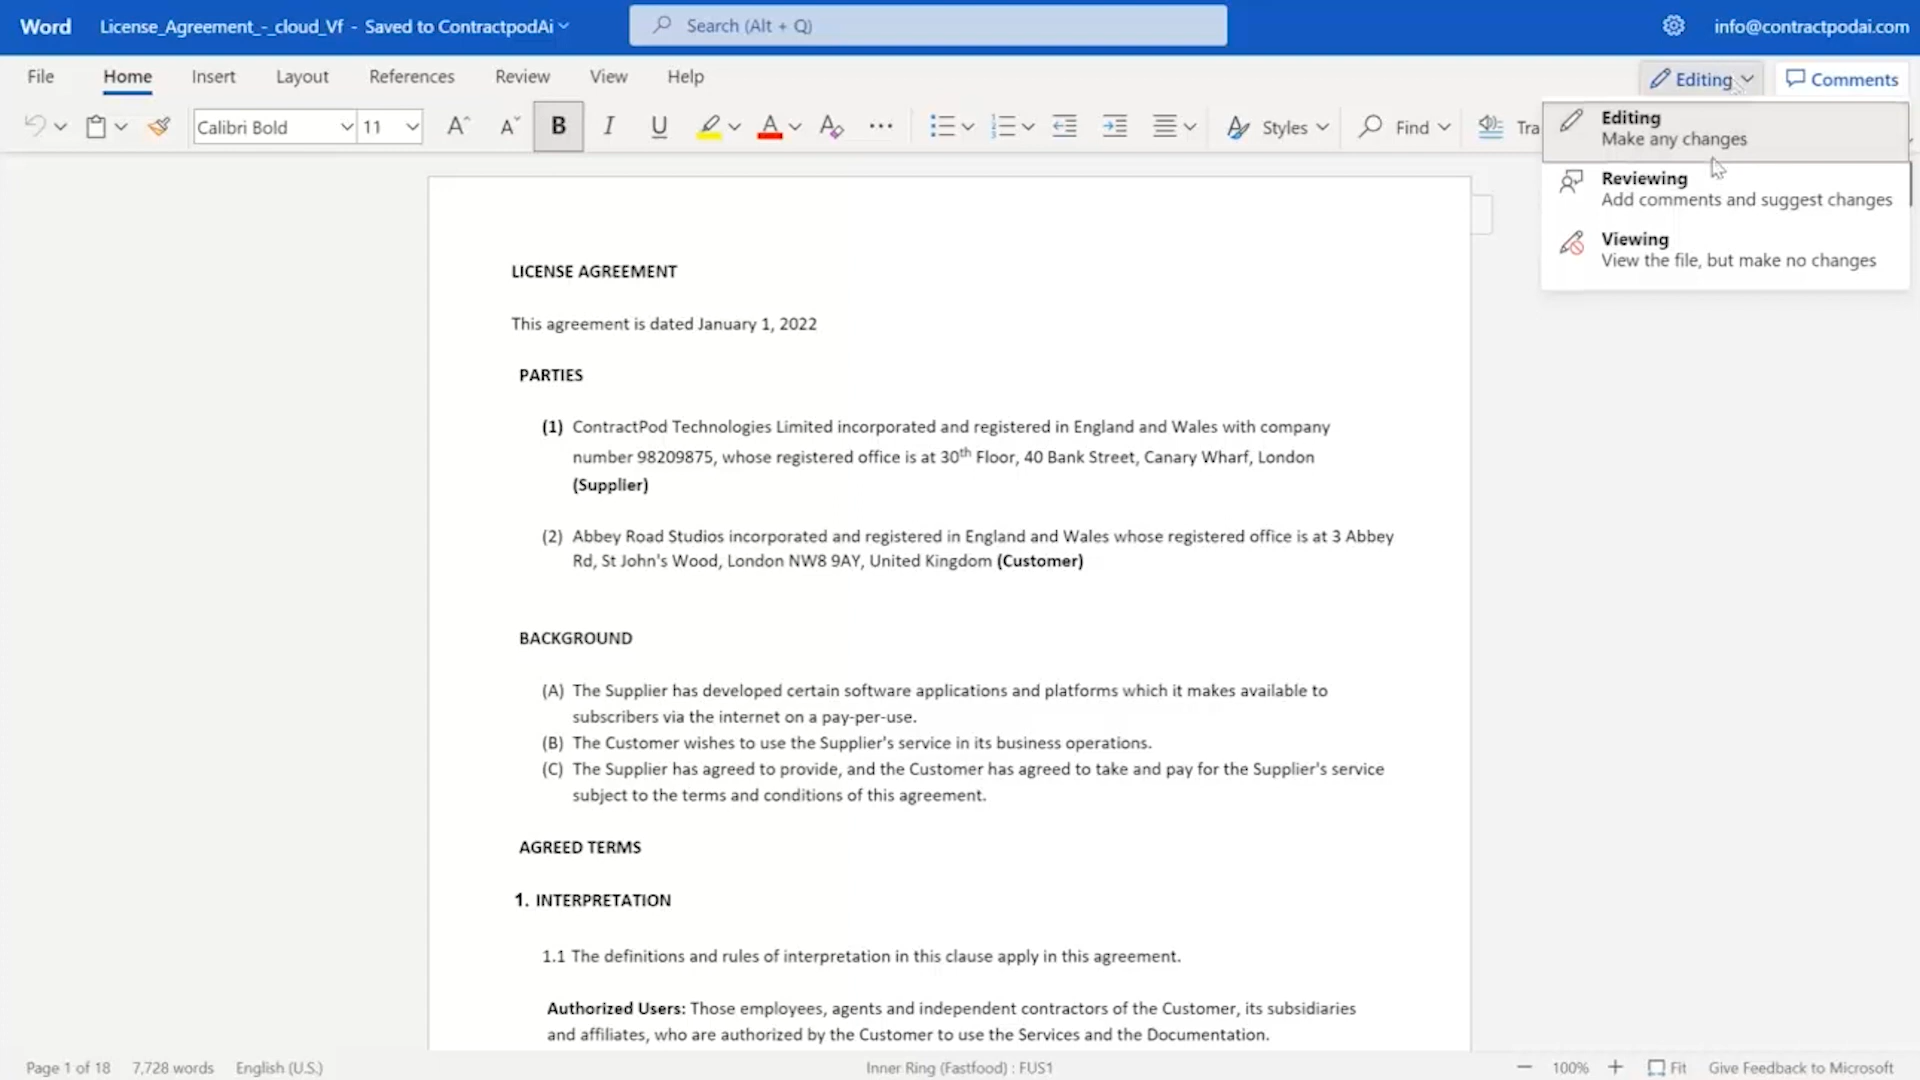 Word License_Agreement_-_cloud_Vf - Saved to ContractpodAi Search (Alt + Q) info@contractpodai.com
File Home Insert Layout References Review View Help Editing Comments
Calibri Bold 11 A A B I U A A Styles Find Tra
Editing
Make any changes
Reviewing
Add comments and suggest changes
Viewing
View the file, but make no changes
LICENSE AGREEMENT
This agreement is dated January 1, 2022
PARTIES
(1) ContractPod Technologies Limited incorporated and registered in England and Wales with company
number 98209875, whose registered office is at 30th Floor, 40 Bank Street, Canary Wharf, London
(Supplier)
(2) Abbey Road Studios incorporated and registered in England and Wales whose registered office is at 3 Abbey
Rd, St John's Wood, London NW8 9AY, United Kingdom (Customer)
BACKGROUND
(A) The Supplier has developed certain software applications and platforms which it makes available to
subscribers via the internet on a pay-per-use.
(B) The Customer wishes to use the Supplier's service in its business operations.
(C) The Supplier has agreed to provide, and the Customer has agreed to take and pay for the Supplier's service
subject to the terms and conditions of this agreement.
AGREED TERMS
1. INTERPRETATION
1.1 The definitions and rules of interpretation in this clause apply in this agreement.
Authorized Users: Those employees, agents and independent contractors of the Customer, its subsidiaries
and affiliates, who are authorized by the Customer to use the Services and the Documentation.
Page 1 of 18 7,728 words English (U.S.) Inner Ring (Fastfood) : FUS1 100% Fit Give Feedback to Microsoft